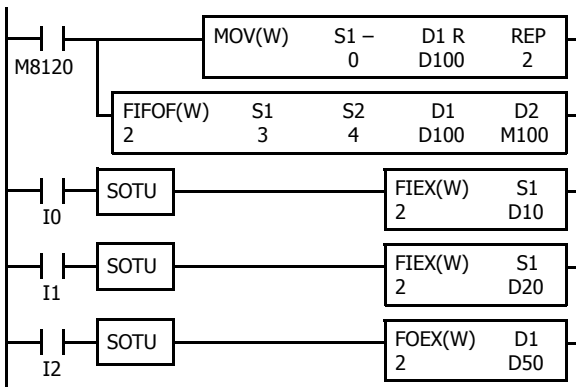 MOV(W) S1 – D1 R REP
0 D100 2
M8120
FIFOF(W) S1 S2 D1 D2
2 3 4 D100 M100
SOTU FIEX(W) S1
2 D10
I0
SOTU FIEX(W) S1
2 D20
I1
SOTU FOEX(W) D1
2 D50
I2